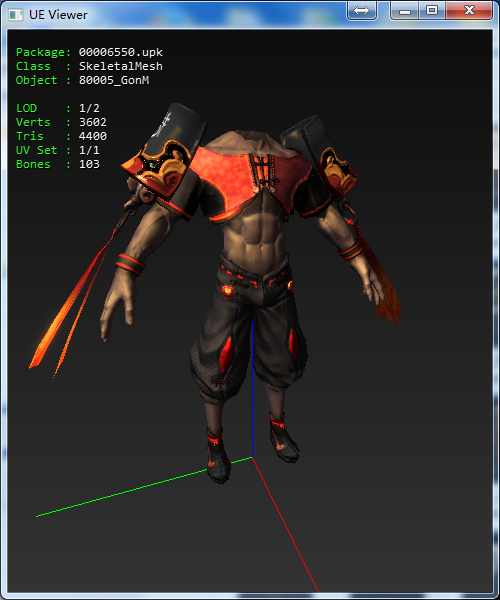 UE Viewer
Package: 00006550.upk
Class : SkeletalMesh
Object : 80005_GonM
LOD : 1/2
Verts : 3602
Tris : 4400
UV Set : 1/1
Bones : 103